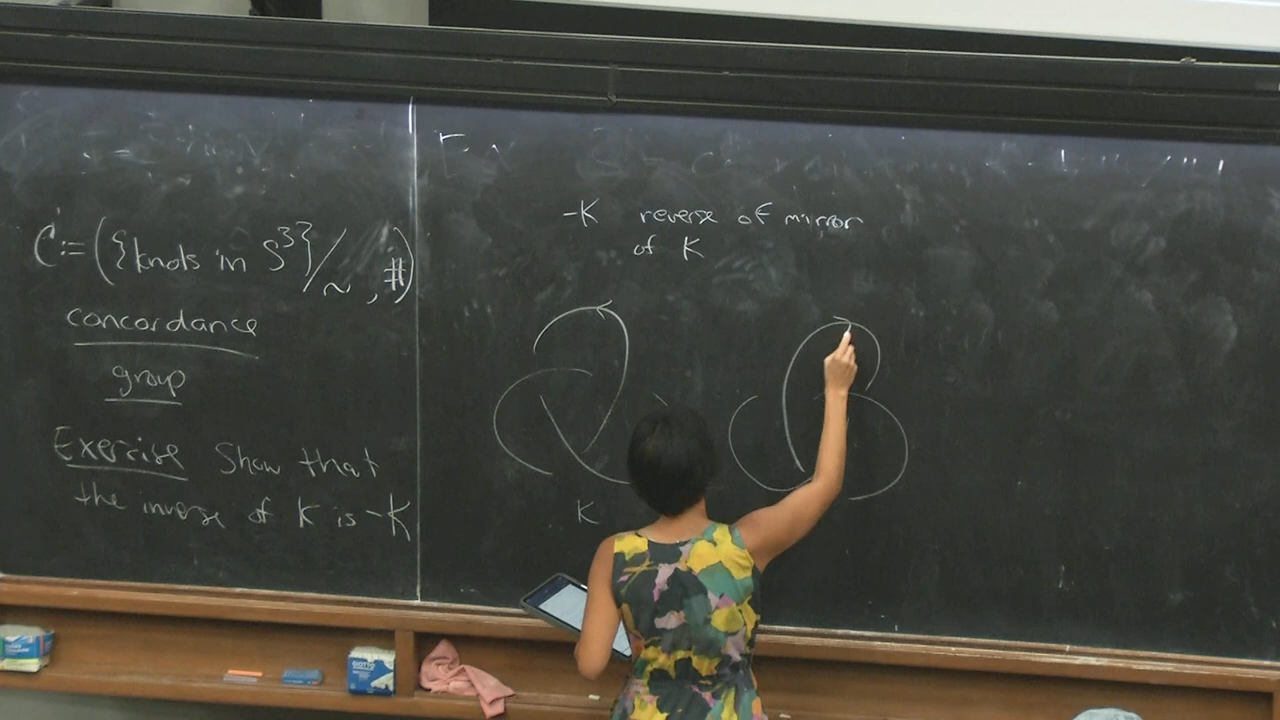 C := ({knots in S³}/~, #)
concordance
group
Exercise Show that
the inverse of K is -K
-K reverse of mirror
of K
K